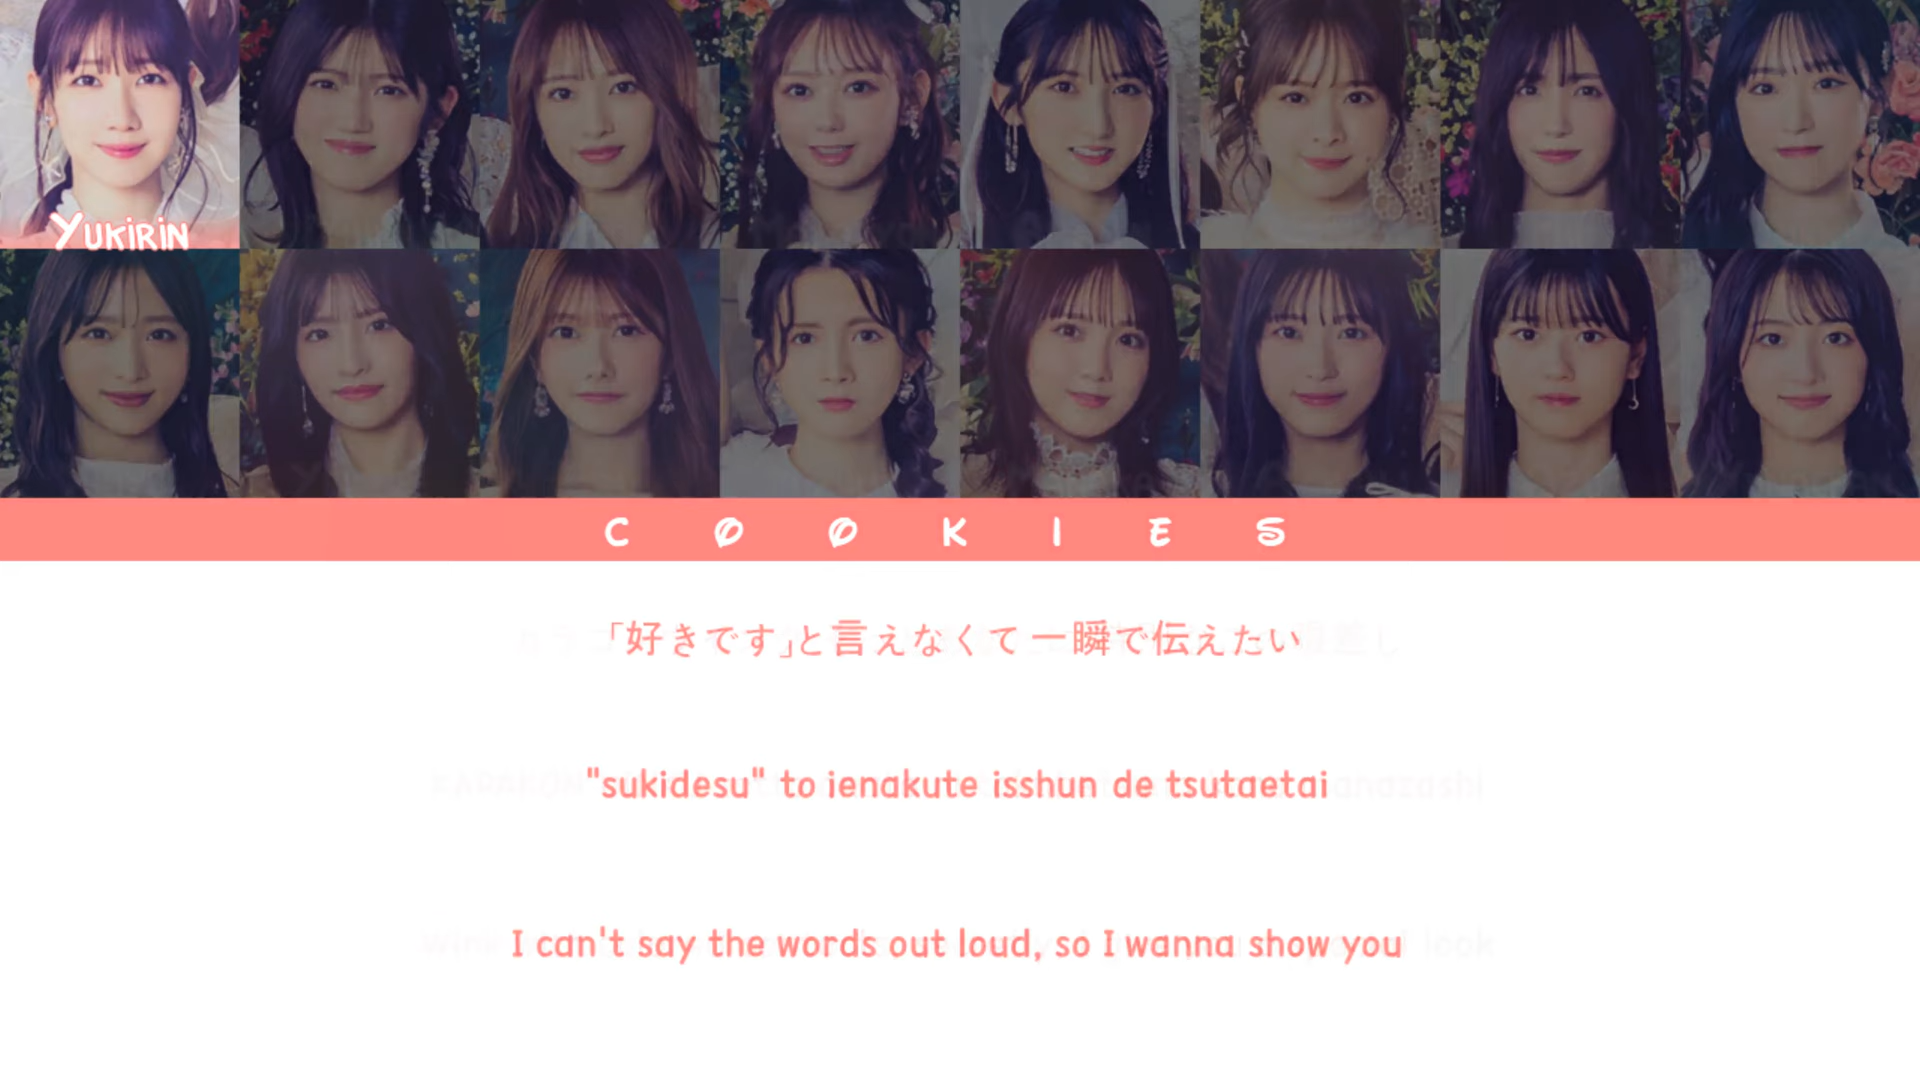 YUKIRIN
COOKIES
「好きです」と言えなくて 一瞬で伝えたい
"sukidesu" to ienakute isshun de tsutaetai
I can't say the words out loud, so I wanna show you